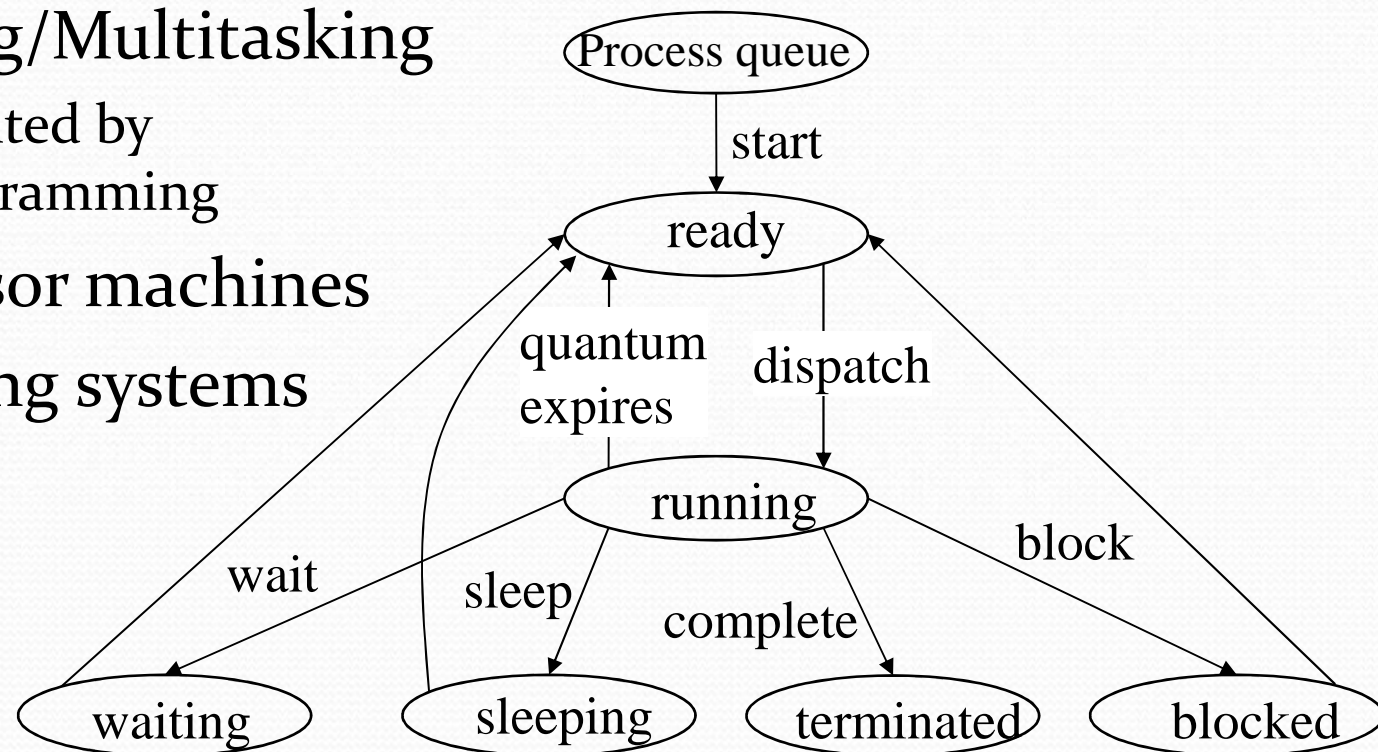 g/Multitasking
ted by
ramming
sor machines
ng systems
Process queue
start
ready
quantum
expires
dispatch
running
wait
sleep
complete
block
waiting
sleeping
terminated
blocked